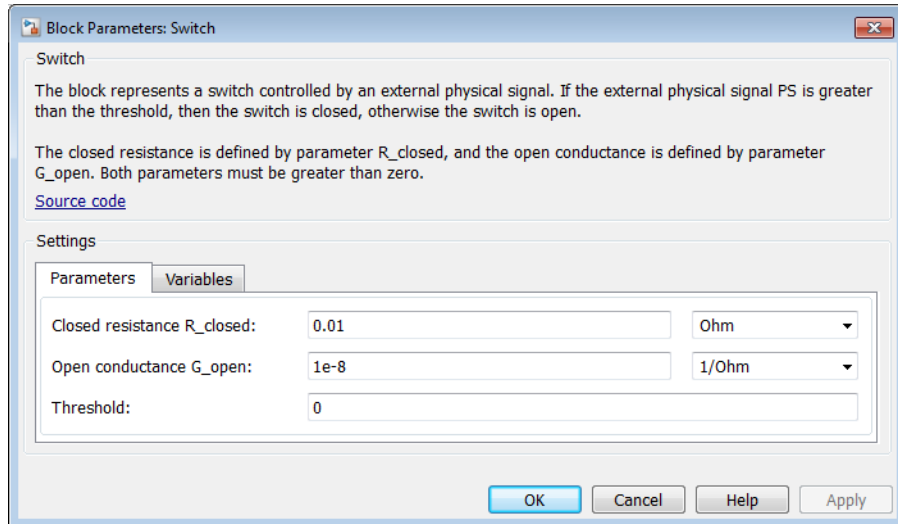 Block Parameters: Switch
Switch
The block represents a switch controlled by an external physical signal. If the external physical signal PS is greater
than the threshold, then the switch is closed, otherwise the switch is open.
The closed resistance is defined by parameter R_closed, and the open conductance is defined by parameter
G_open. Both parameters must be greater than zero.
Source code
Settings
Parameters Variables
Closed resistance R_closed: 0.01 Ohm
Open conductance G_open: 1e-8 1/Ohm
Threshold: 0
OK Cancel Help Apply